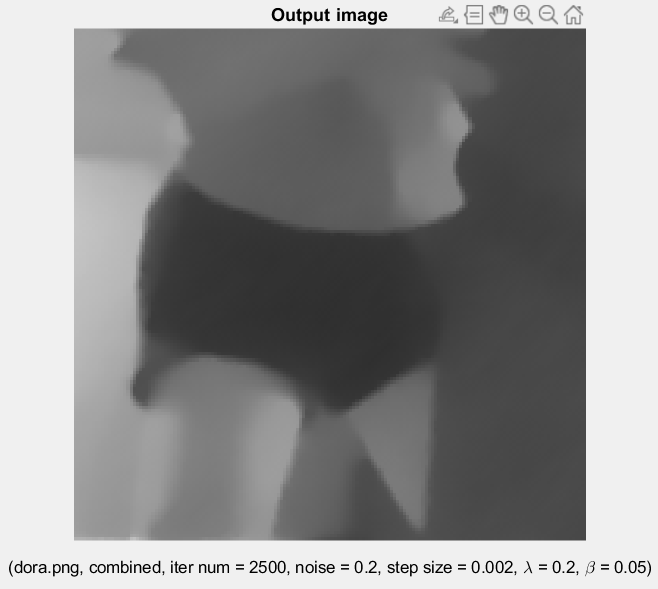 Output image
(dora.png, combined, iter num = 2500, noise = 0.2, step size = 0.002, λ = 0.2, β = 0.05)